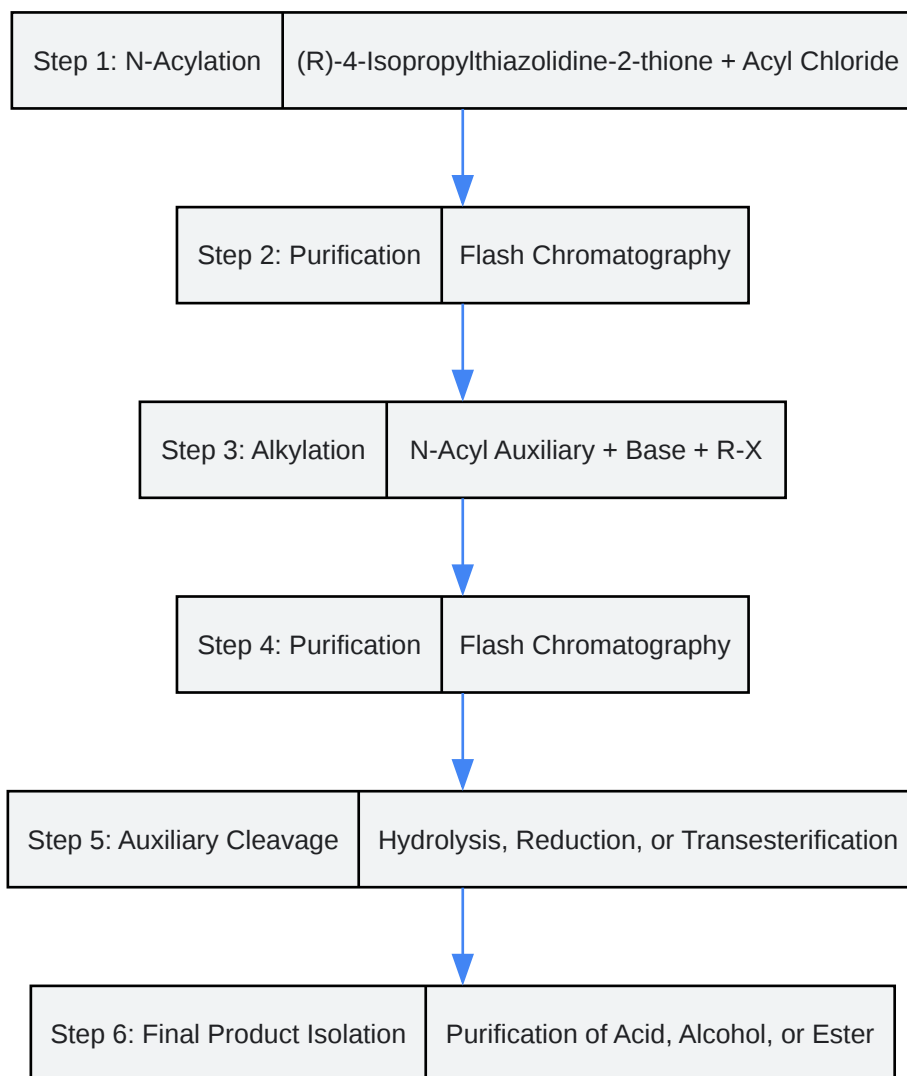 Step 1: N-Acylation
(R)-4-Isopropylthiazolidine-2-thione + Acyl Chloride
Step 2: Purification
Flash Chromatography
Step 3: Alkylation
N-Acyl Auxiliary + Base + R-X
Step 4: Purification
Flash Chromatography
Step 5: Auxiliary Cleavage
Hydrolysis, Reduction, or Transesterification
Step 6: Final Product Isolation
Purification of Acid, Alcohol, or Ester